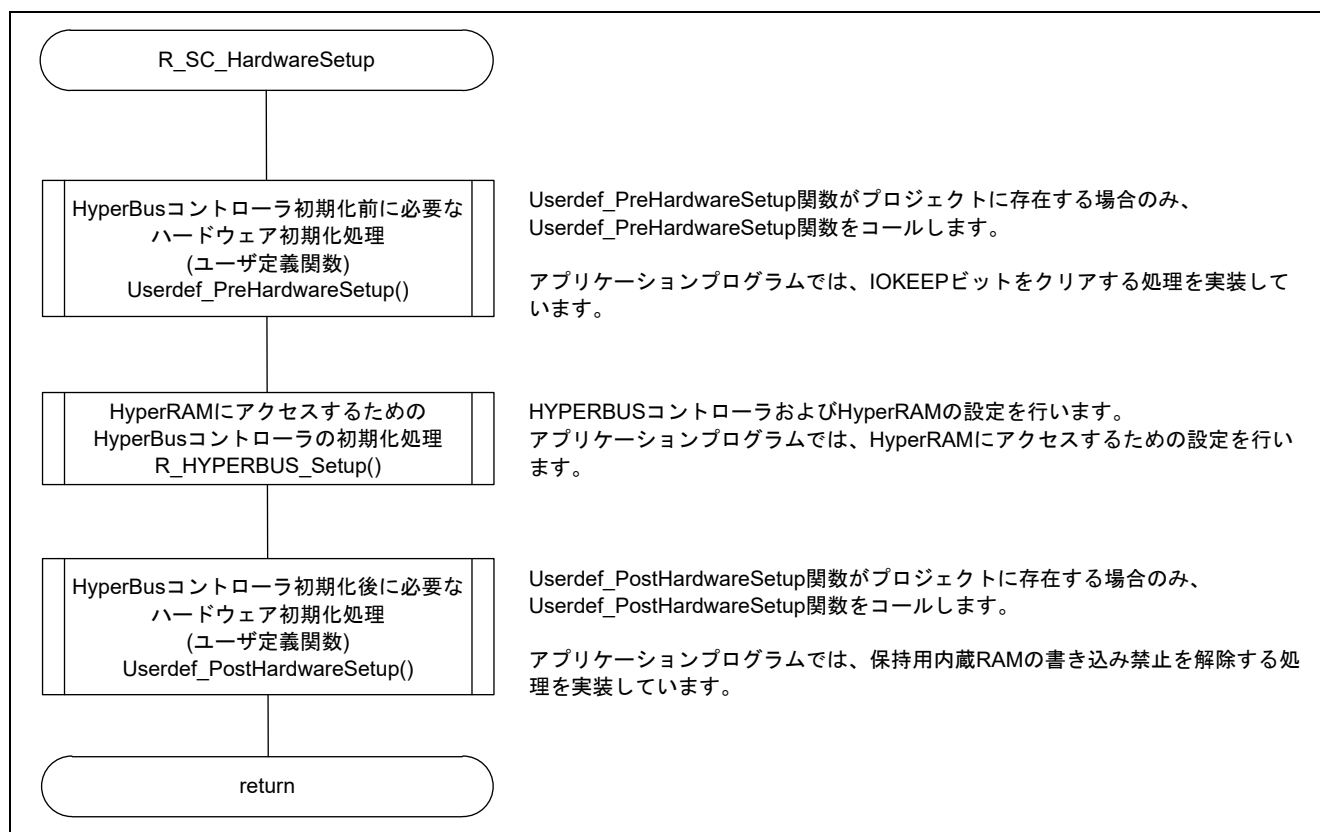 R_SC_HardwareSetup
HyperBusコントローラ初期化前に必要な
ハードウェア初期化処理
(ユーザ定義関数)
Userdef_PreHardwareSetup()
Userdef_PreHardwareSetup関数がプロジェクトに存在する場合のみ、
Userdef_PreHardwareSetup関数をコールします。
アプリケーションプログラムでは、IOKEEPビットをクリアする処理を実装して
います。
HyperRAMにアクセスするための
HyperBusコントローラの初期化処理
R_HYPERBUS_Setup()
HYPERBUSコントローラおよびHyperRAMの設定を行います。
アプリケーションプログラムでは、HyperRAMにアクセスするための設定を行い
ます。
HyperBusコントローラ初期化後に必要な
ハードウェア初期化処理
(ユーザ定義関数)
Userdef_PostHardwareSetup()
Userdef_PostHardwareSetup関数がプロジェクトに存在する場合のみ、
Userdef_PostHardwareSetup関数をコールします。
アプリケーションプログラムでは、保持用内蔵RAMの書き込み禁止を解除する処
理を実装しています。
return